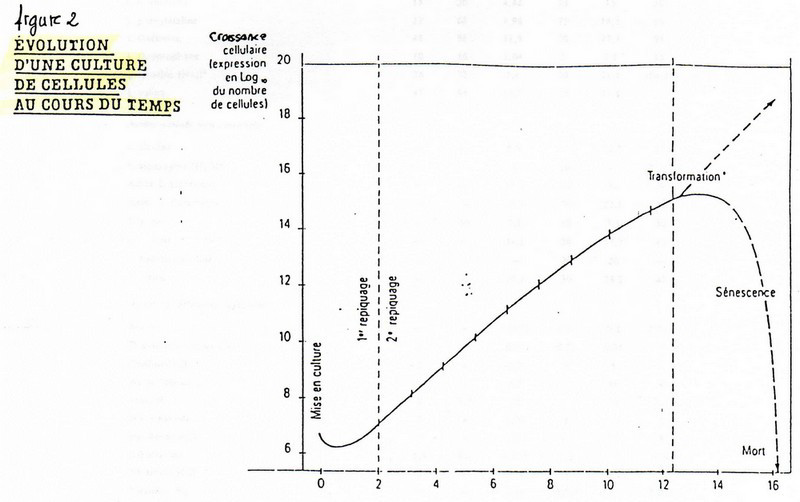 figure 2
ÉVOLUTION
D'UNE CULTURE
DE CELLULES
AU COURS DU TEMPS
Croissance
cellulaire
(expression
en Log₁₀
du nombre
de cellules)
20
18
16
14
12
10
8
6
Mise en culture
1er repiquage
2e repiquage
Transformation*
Sénescence
Mort
0
2
4
6
8
10
12
14
16